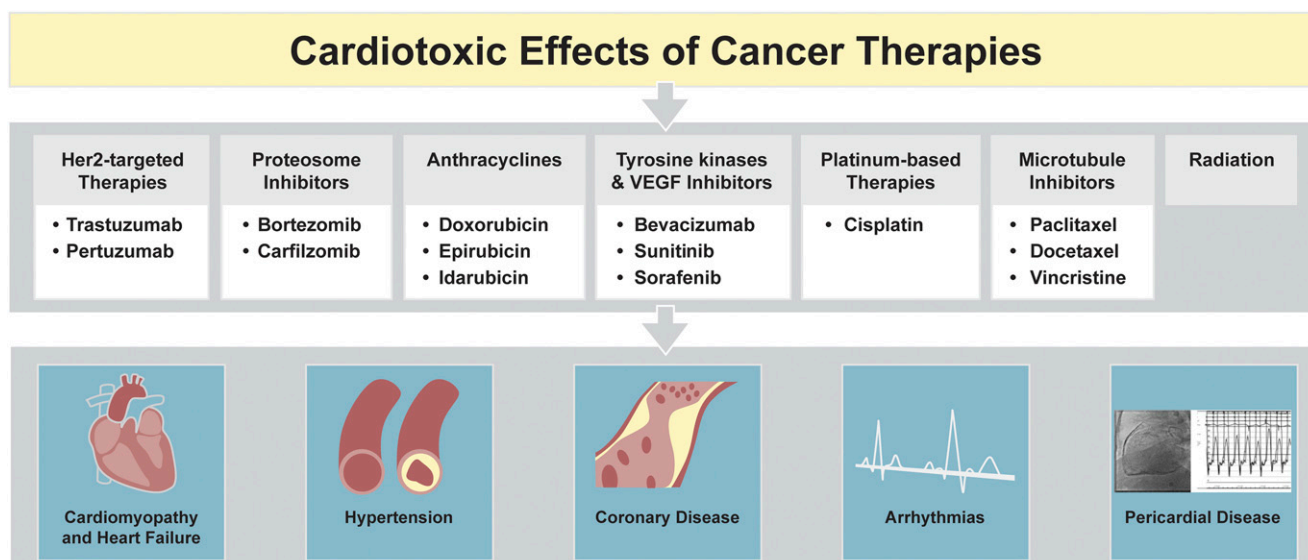 Cardiotoxic Effects of Cancer Therapies
Her2-targeted
Therapies
• Trastuzumab
• Pertuzumab
Proteosome
Inhibitors
• Bortezomib
• Carfilzomib
Anthracyclines
• Doxorubicin
• Epirubicin
• Idarubicin
Tyrosine kinases
& VEGF Inhibitors
• Bevacizumab
• Sunitinib
• Sorafenib
Platinum-based
Therapies
• Cisplatin
Microtubule
Inhibitors
• Paclitaxel
• Docetaxel
• Vincristine
Radiation
Cardiomyopathy
and Heart Failure
Hypertension
Coronary Disease
Arrhythmias
Pericardial Disease